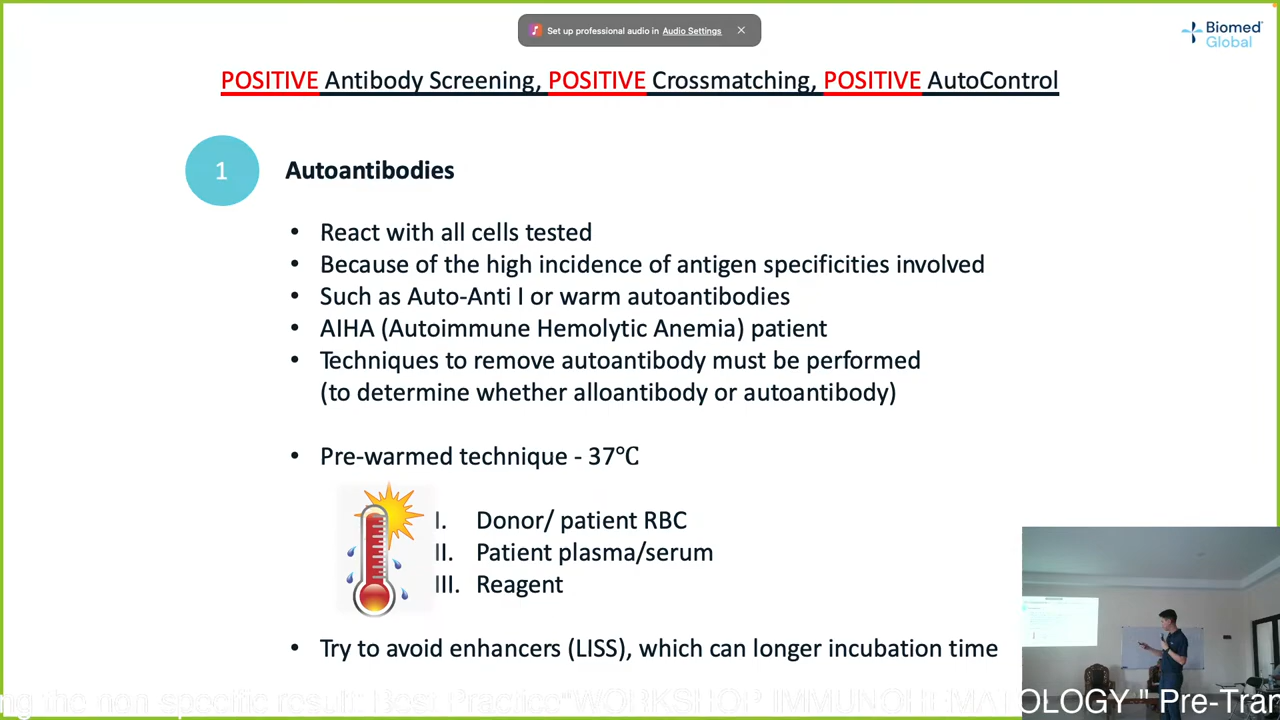 Set up professional audio in Audio Settings
Biomed
Global
POSITIVE Antibody Screening, POSITIVE Crossmatching, POSITIVE AutoControl
1
Autoantibodies
• React with all cells tested
• Because of the high incidence of antigen specificities involved
• Such as Auto-Anti I or warm autoantibodies
• AIHA (Autoimmune Hemolytic Anemia) patient
• Techniques to remove autoantibody must be performed
(to determine whether alloantibody or autoantibody)
• Pre-warmed technique - 37℃
I. Donor/ patient RBC
II. Patient plasma/serum
III. Reagent
• Try to avoid enhancers (LISS), which can longer incubation time
ng the non-specific result: Best Practice "WORKSHOP IMMUNOHEMATOLOGY " Pre-Tran